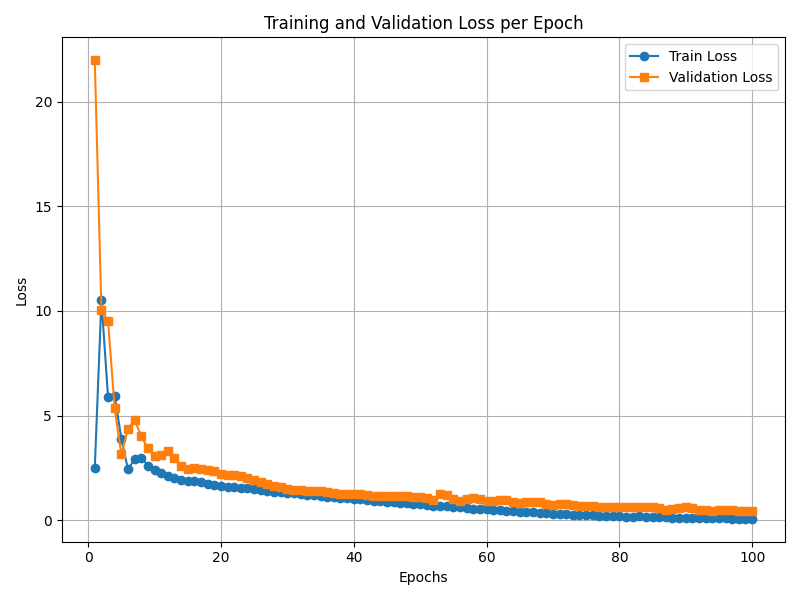 Training and Validation Loss per Epoch
Train Loss
Validation Loss
20
15
10
5
0
Loss
0 20 40 60 80 100
Epochs